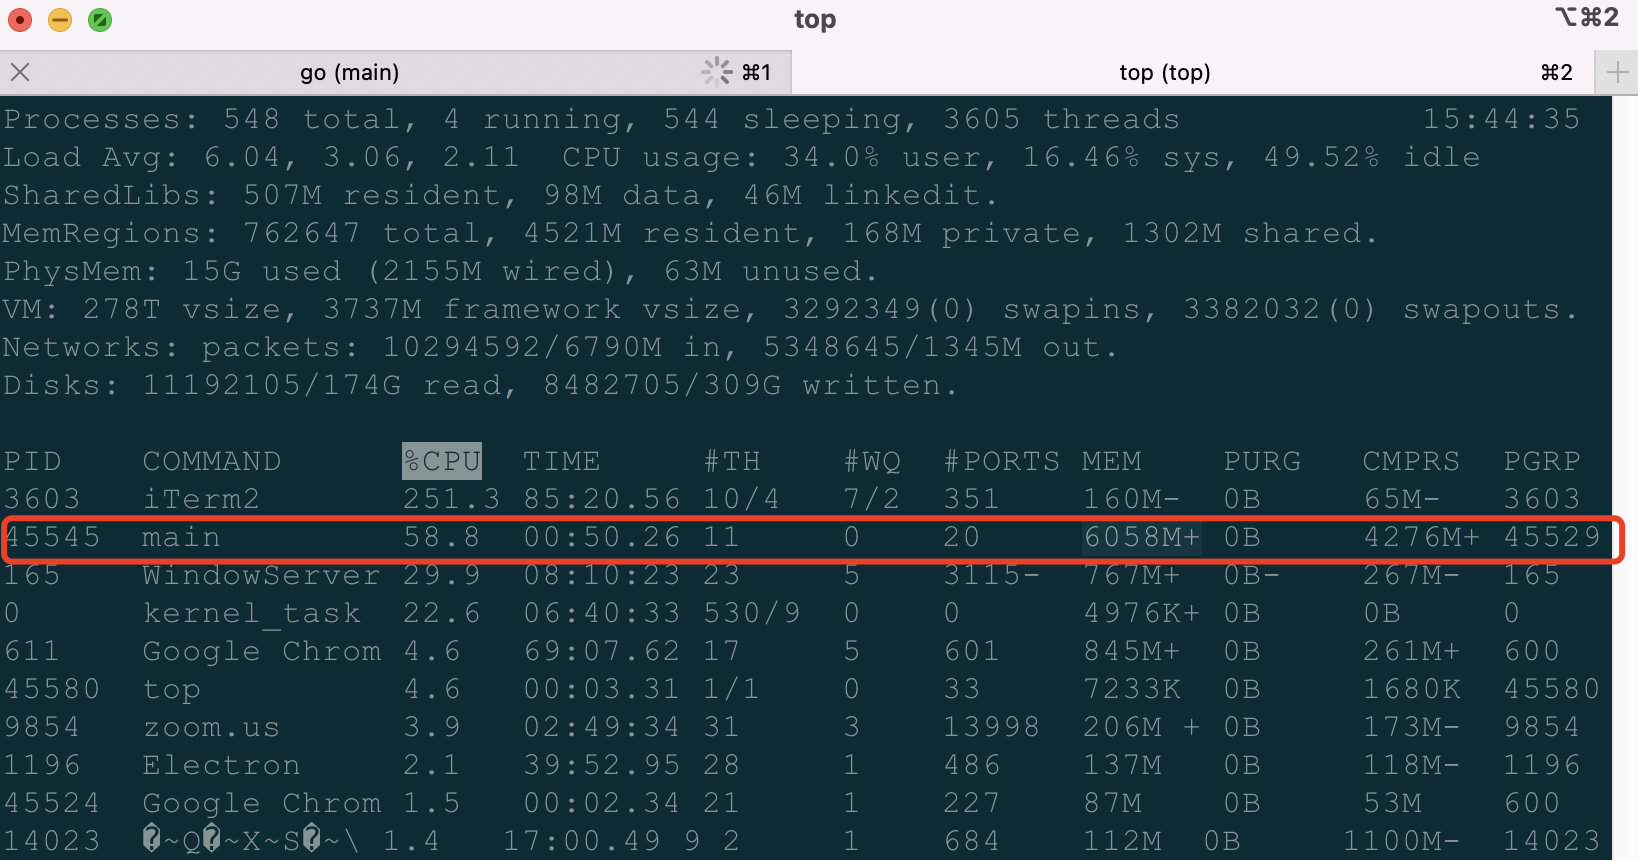 top
⌥⌘2
go (main) ⌘1
top (top) ⌘2
Processes: 548 total, 4 running, 544 sleeping, 3605 threads 15:44:35
Load Avg: 6.04, 3.06, 2.11 CPU usage: 34.0% user, 16.46% sys, 49.52% idle
SharedLibs: 507M resident, 98M data, 46M linkedit.
MemRegions: 762647 total, 4521M resident, 168M private, 1302M shared.
PhysMem: 15G used (2155M wired), 63M unused.
VM: 278T vsize, 3737M framework vsize, 3292349(0) swapins, 3382032(0) swapouts.
Networks: packets: 10294592/6790M in, 5348645/1345M out.
Disks: 11192105/174G read, 8482705/309G written.
PID COMMAND %CPU TIME #TH #WQ #PORTS MEM PURG CMPRS PGRP
3603 iTerm2 251.3 85:20.56 10/4 7/2 351 160M- 0B 65M- 3603
45545 main 58.8 00:50.26 11 0 20 6058M+ 0B 4276M+ 45529
165 WindowServer 29.9 08:10:23 23 5 3115- 767M+ 0B- 267M- 165
0 kernel_task 22.6 06:40:33 530/9 0 0 4976K+ 0B 0B 0
611 Google Chrom 4.6 69:07.62 17 5 601 845M+ 0B 261M+ 600
45580 top 4.6 00:03.31 1/1 0 33 7233K 0B 1680K 45580
9854 zoom.us 3.9 02:49:34 31 3 13998 206M + 0B 173M- 9854
1196 Electron 2.1 39:52.95 28 1 486 137M 0B 118M- 1196
45524 Google Chrom 1.5 00:02.34 21 1 227 87M 0B 53M 600
14023 �~Q�~X~S�~\ 1.4 17:00.49 9 2 1 684 112M 0B 1100M- 14023